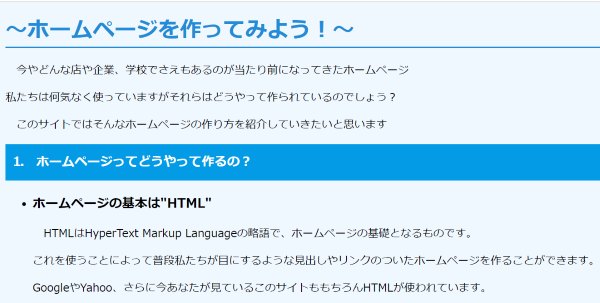 ～ホームページを作ってみよう！～
今やどんな店や企業、学校でさえもあるのが当たり前になってきたホームページ
私たちは何気なく使っていますがそれらはどうやって作られているのでしょう？
このサイトではそんなホームページの作り方を紹介していきたいと思います
1.　ホームページってどうやって作るの？
• ホームページの基本は"HTML"
HTMLはHyperText Markup Languageの略語で、ホームページの基礎となるものです。
これを使うことによって普段私たちが目にするような見出しやリンクのついたホームページを作ることができます。
GoogleやYahoo、さらに今あなたが見ているこのサイトももちろんHTMLが使われています。